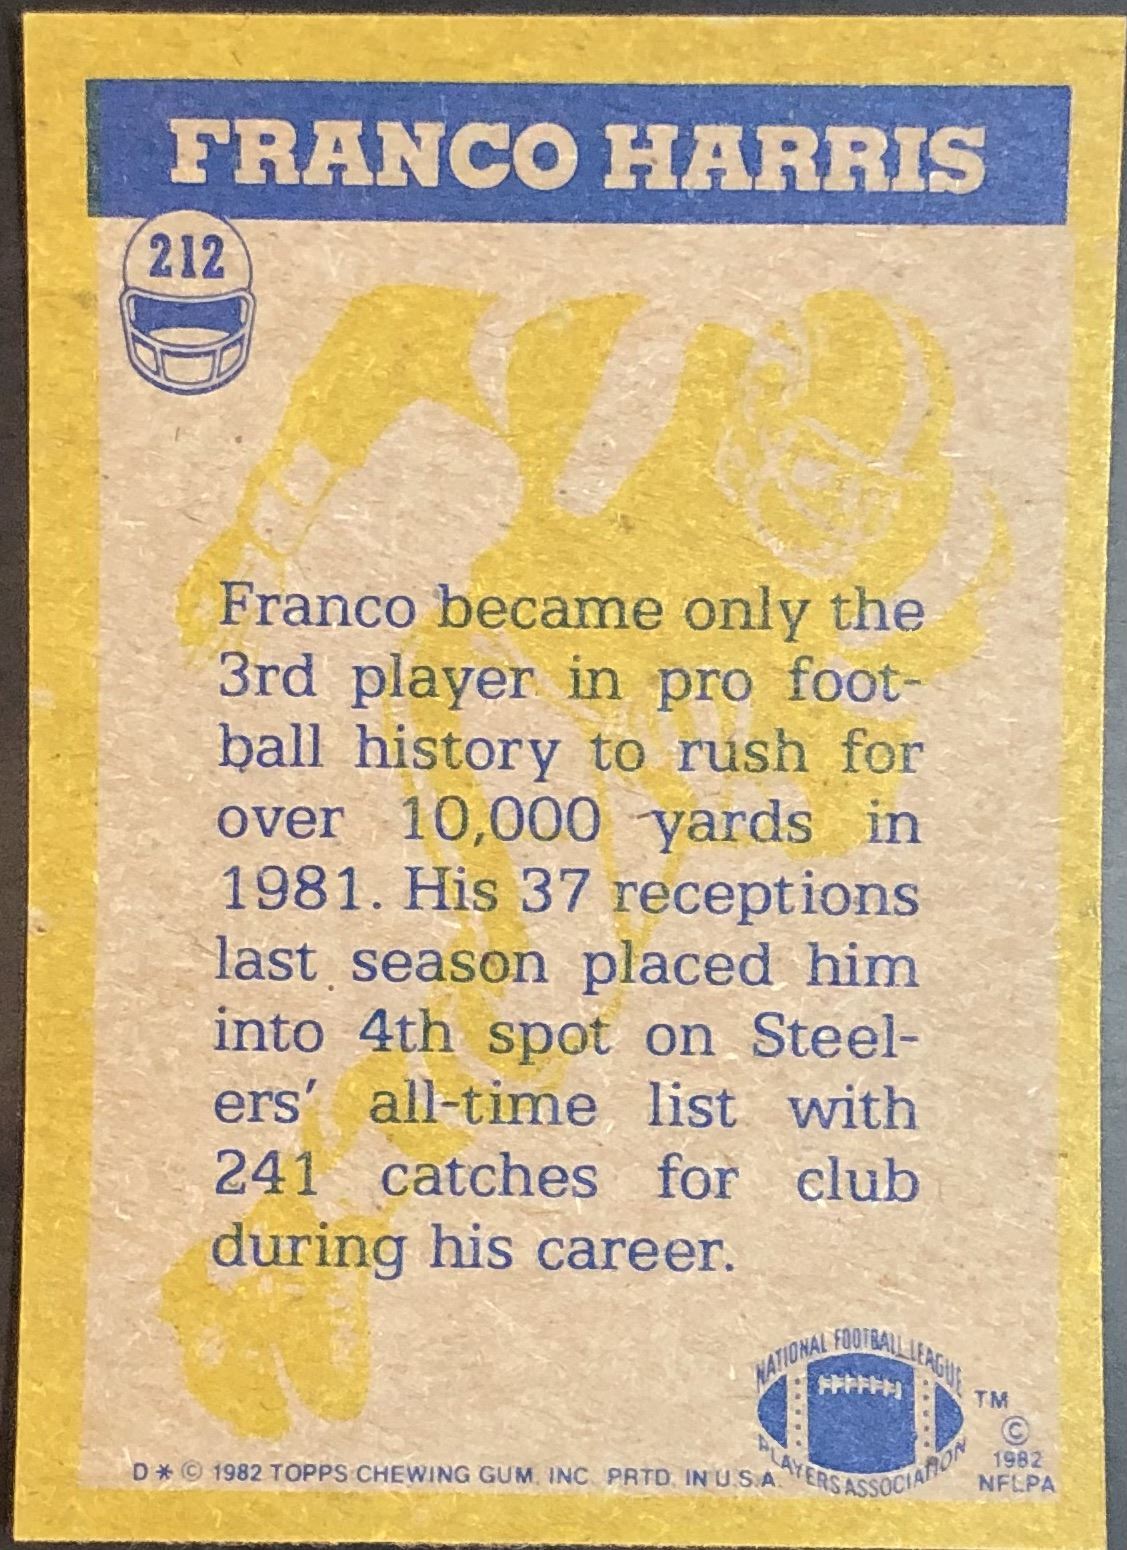 FRANCO HARRIS
212
Franco became only the
3rd player in pro foot-
ball history to rush for
over 10,000 yards in
1981. His 37 receptions
last season placed him
into 4th spot on Steel-
ers' all-time list with
241 catches for club
during his career.
NATIONAL FOOTBALL LEAGUE
PLAYERS ASSOCIATION
TM
©
1982
NFLPA
D * © 1982 TOPPS CHEWING GUM, INC. PRTD. IN U.S.A.